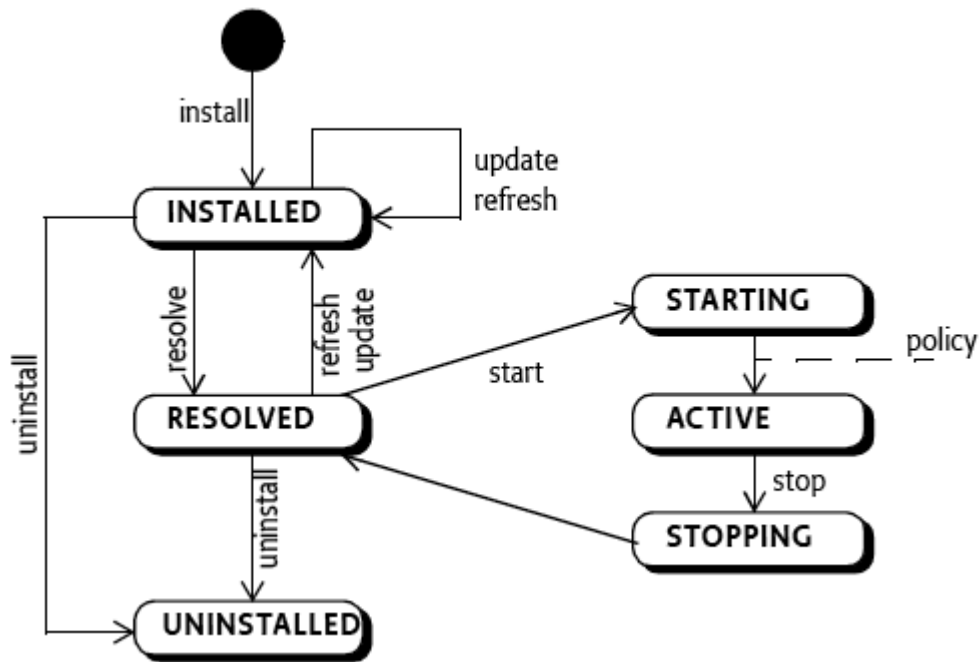 install
update
refresh
INSTALLED
STARTING
resolve
refresh
update
policy
uninstall
start
RESOLVED
ACTIVE
uninstall
stop
STOPPING
UNINSTALLED